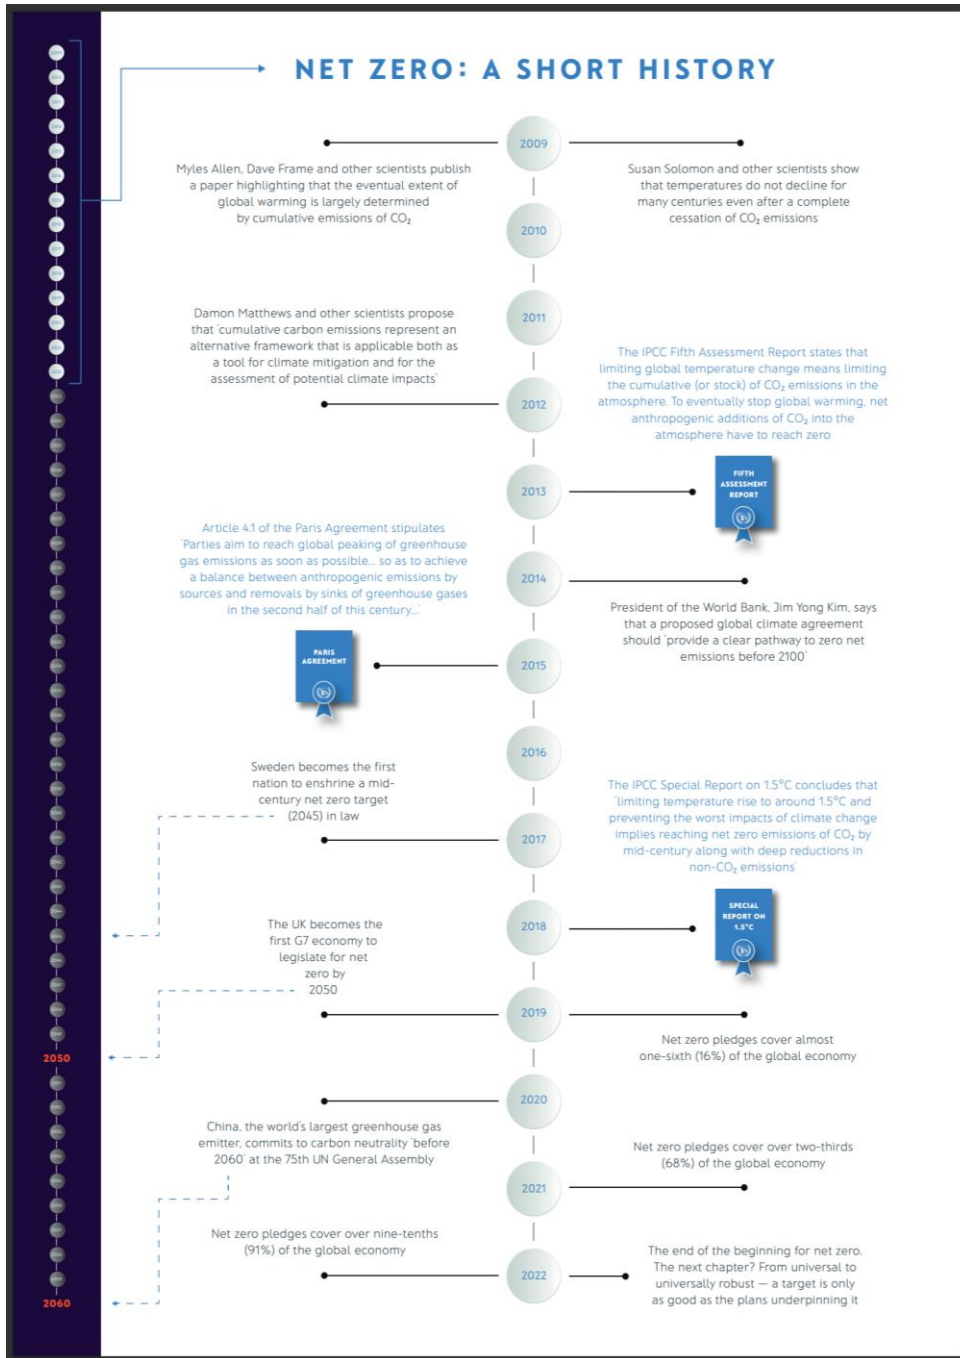 NET ZERO: A SHORT HISTORY
2009
Myles Allen, Dave Frame and other scientists publish
a paper highlighting that the eventual extent of
global warming is largely determined
by cumulative emissions of CO₂
Susan Solomon and other scientists show
that temperatures do not decline for
many centuries even after a complete
cessation of CO₂ emissions
2010
2011
Damon Matthews and other scientists propose
that 'cumulative carbon emissions represent an
alternative framework that is applicable both as
a tool for climate mitigation and for the
assessment of potential climate impacts'
2012
The IPCC Fifth Assessment Report states that
limiting global temperature change means limiting
the cumulative (or stock) of CO₂ emissions in the
atmosphere. To eventually stop global warming, net
anthropogenic additions of CO₂ into the
atmosphere have to reach zero
FIFTH
ASSESSMENT
REPORT
2013
2014
President of the World Bank, Jim Yong Kim, says
that a proposed global climate agreement
should 'provide a clear pathway to zero net
emissions before 2100'
Article 4.1 of the Paris Agreement stipulates
'Parties aim to reach global peaking of greenhouse
gas emissions as soon as possible... so as to achieve
a balance between anthropogenic emissions by
sources and removals by sinks of greenhouse gases
in the second half of this century...'
PARIS
AGREEMENT
2015
2016
Sweden becomes the first
nation to enshrine a mid-
century net zero target
(2045) in law
2017
The IPCC Special Report on 1.5°C concludes that
'limiting temperature rise to around 1.5°C and
preventing the worst impacts of climate change
implies reaching net zero emissions of CO₂ by
mid-century along with deep reductions in
non-CO₂ emissions'
SPECIAL
REPORT ON
1.5°C
2018
The UK becomes the
first G7 economy to
legislate for net
zero by
2050
2019
Net zero pledges cover almost
one-sixth (16%) of the global economy
2020
China, the world's largest greenhouse gas
emitter, commits to carbon neutrality 'before
2060' at the 75th UN General Assembly
Net zero pledges cover over two-thirds
(68%) of the global economy
2021
Net zero pledges cover over nine-tenths
(91%) of the global economy
2022
The end of the beginning for net zero.
The next chapter? From universal to
universally robust — a target is only
as good as the plans underpinning it
2050
2060